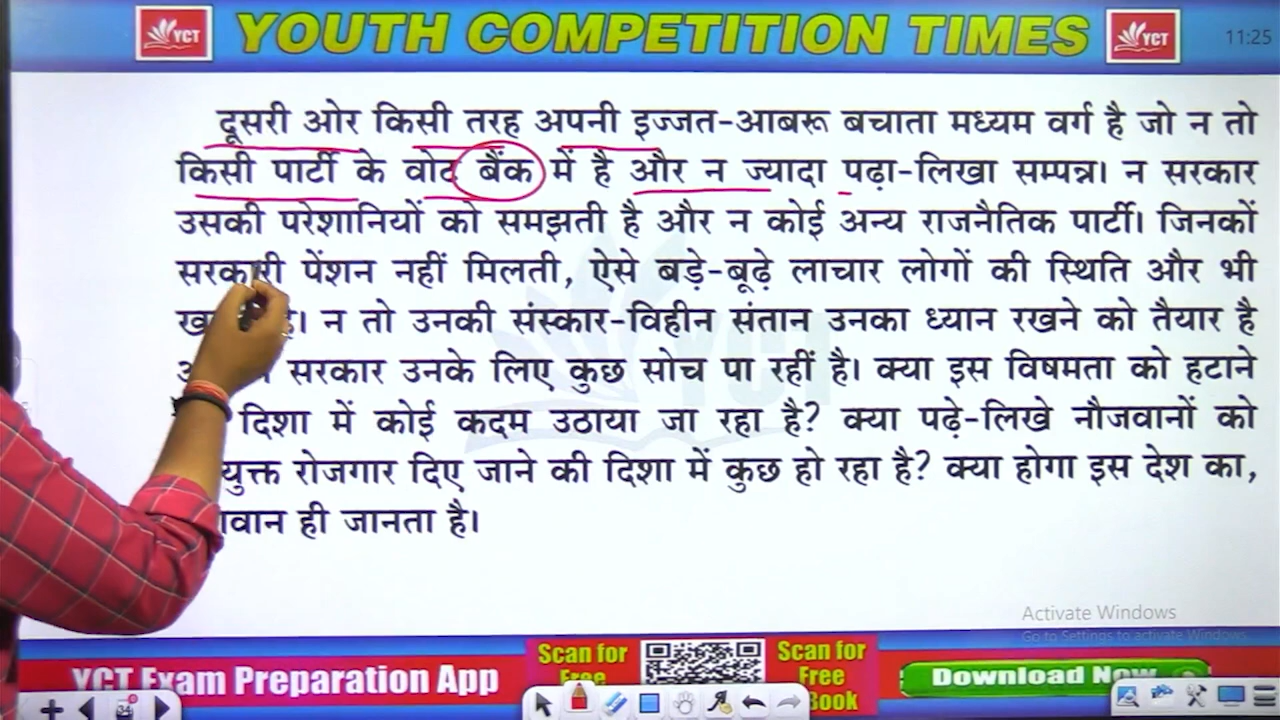 YCT
YOUTH COMPETITION TIMES
YCT
11:25
दूसरी ओर किसी तरह अपनी इज्जत-आबरू बचाता मध्यम वर्ग है जो न तो
किसी पार्टी के वोट बैंक में है और न ज्यादा पढ़ा-लिखा सम्पन्न। न सरकार
उसकी परेशानियों को समझती है और न कोई अन्य राजनैतिक पार्टी। जिनकों
सरकारी पेंशन नहीं मिलती, ऐसे बड़े-बूढ़े लाचार लोगों की स्थिति और भी
है। न तो उनकी संस्कार-विहीन संतान उनका ध्यान रखने को तैयार है
सरकार उनके लिए कुछ सोच पा रहीं है। क्या इस विषमता को हटाने
दिशा में कोई कदम उठाया जा रहा है? क्या पढ़े-लिखे नौजवानों को
युक्त रोजगार दिए जाने की दिशा में कुछ हो रहा है? क्या होगा इस देश का,
वान ही जानता है।
YCT
Activate Windows
Go to Settings to activate Windows.
YCT Exam Preparation App
Scan for
Free
Scan for
Free
Book
Download Now
34